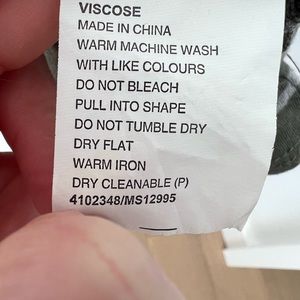 VISCOSE
MADE IN CHINA
WARM MACHINE WASH
WITH LIKE COLOURS
DO NOT BLEACH
PULL INTO SHAPE
DO NOT TUMBLE DRY
DRY FLAT
WARM IRON
DRY CLEANABLE (P)
4102348/MS12995